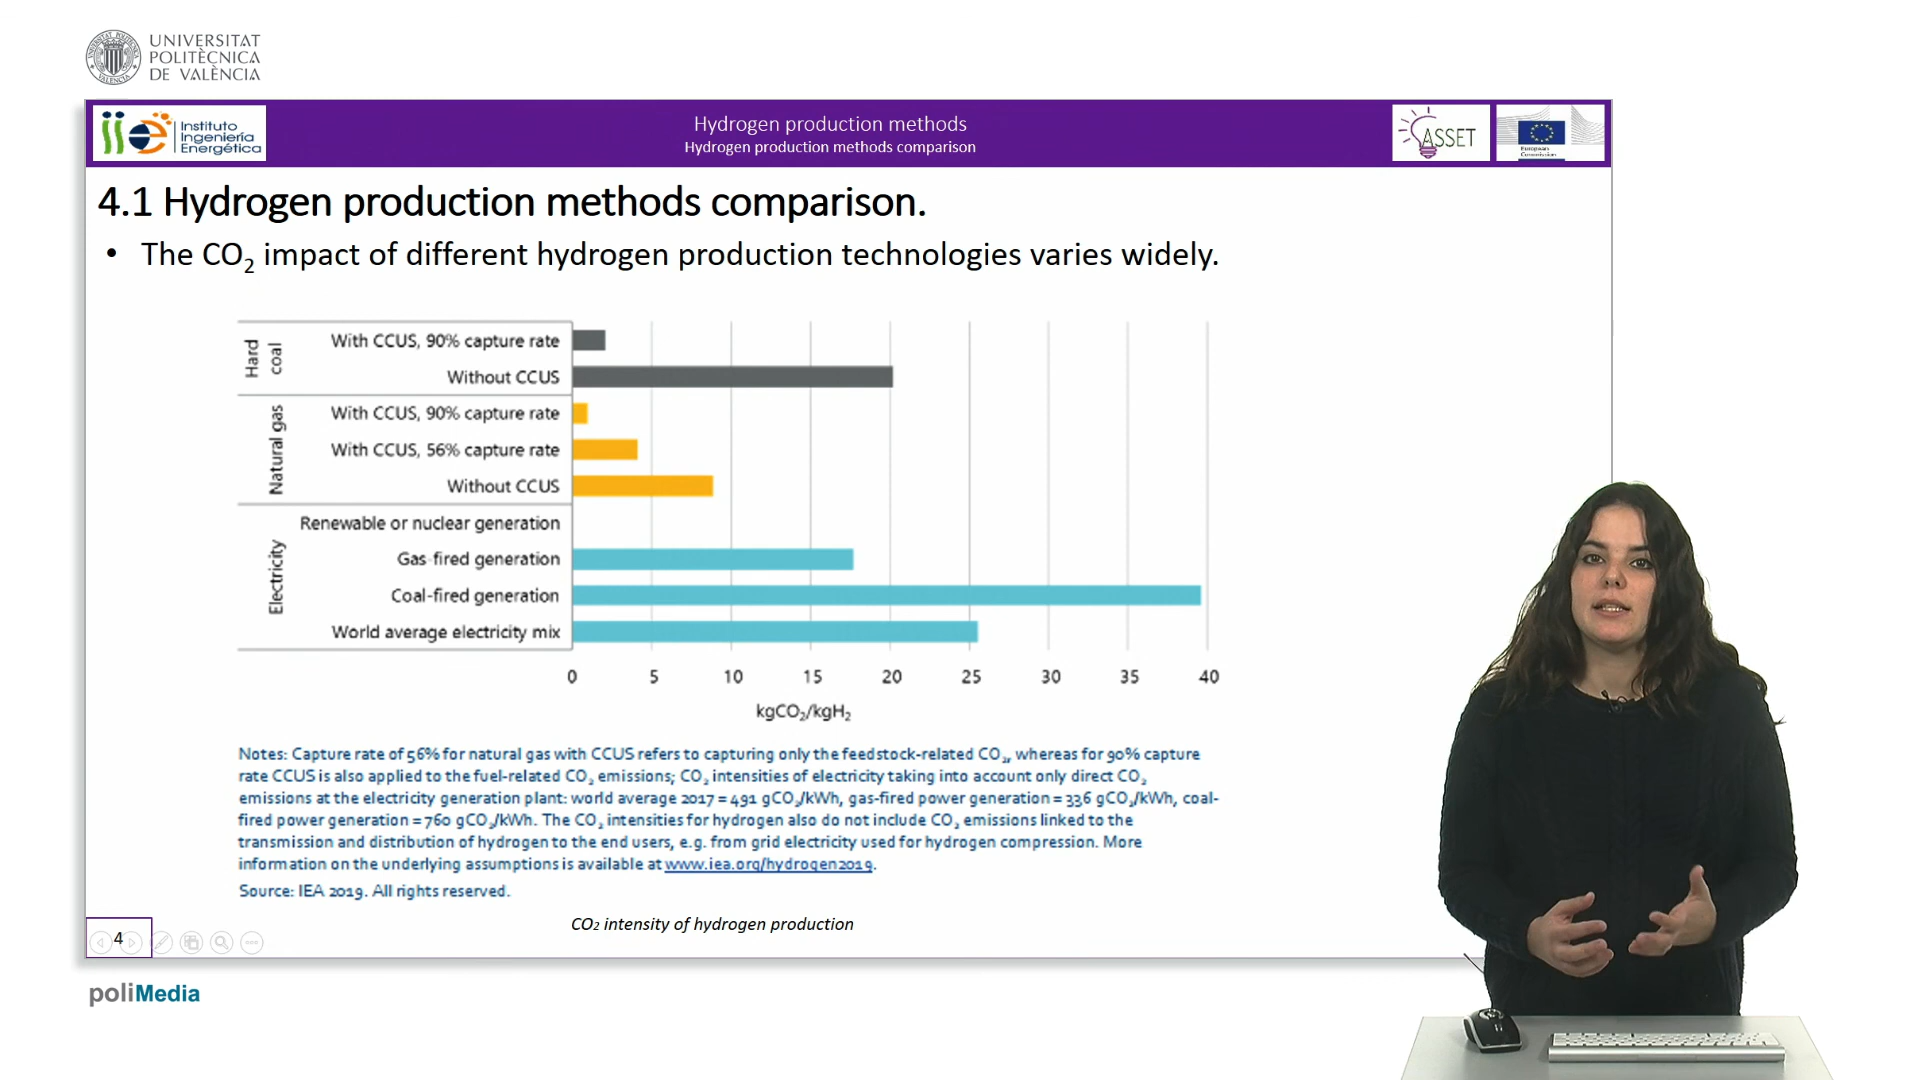 UNIVERSITAT
POLITÈCNICA
DE VALÈNCIA
Instituto
Ingeniería
Energética
Hydrogen production methods
Hydrogen production methods comparison
ASSET
European
Commission
4.1 Hydrogen production methods comparison.
• The CO₂ impact of different hydrogen production technologies varies widely.
Hard
coal
With CCUS, 90% capture rate
Without CCUS
Natural gas
With CCUS, 90% capture rate
With CCUS, 56% capture rate
Without CCUS
Electricity
Renewable or nuclear generation
Gas-fired generation
Coal-fired generation
World average electricity mix
0 5 10 15 20 25 30 35 40
kgCO₂/kgH₂
Notes: Capture rate of 56% for natural gas with CCUS refers to capturing only the feedstock-related CO₂, whereas for 90% capture
rate CCUS is also applied to the fuel-related CO₂ emissions; CO₂ intensities of electricity taking into account only direct CO₂
emissions at the electricity generation plant: world average 2017 = 491 gCO₂/kWh, gas-fired power generation = 336 gCO₂/kWh, coal-
fired power generation = 760 gCO₂/kWh. The CO₂ intensities for hydrogen also do not include CO₂ emissions linked to the
transmission and distribution of hydrogen to the end users, e.g. from grid electricity used for hydrogen compression. More
information on the underlying assumptions is available at www.iea.org/hydrogen2019.
Source: IEA 2019. All rights reserved.
CO₂ intensity of hydrogen production
4
poliMedia